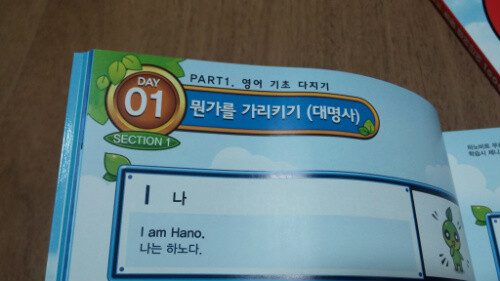 PART1. 영어 기초 다지기
DAY
01
뭔가를 가리키기 (대명사)
SECTION 1
I 나
I am Hano.
나는 하노다.